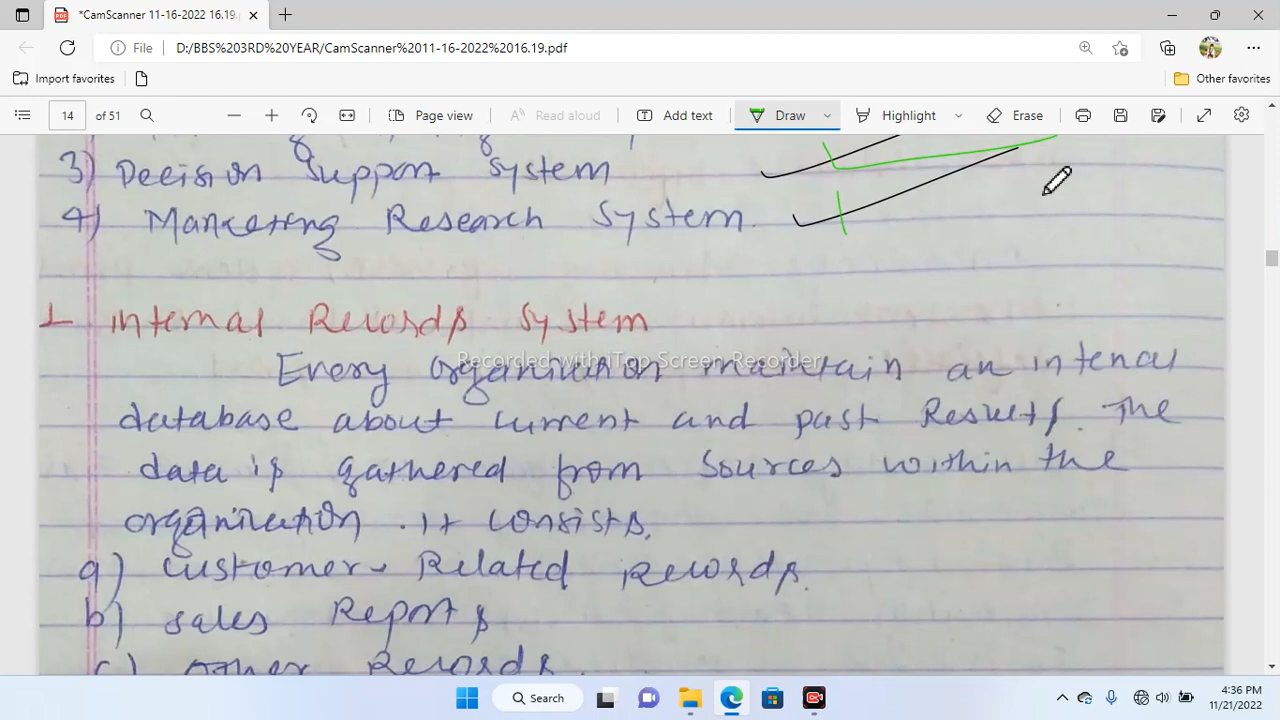 *CamScanner 11-16-2022 16.19.p
File D:/BBS%203RD%20YEAR/CamScanner%2011-16-2022%2016.19.pdf
Import favorites Other favorites
14 of 51 Page view Read aloud Add text Draw Highlight Erase
3) Decision Support System
4) Marketing Research System.
1 Internal Records System
Recorded with iTop Screen Recorder
Every organization maintain an internal
database about current and past Results. The
data is gathered from Sources within the
organization. It consists,
a) Customer-Related Records.
b) Sales Reports
c) Other Records.
Search
4:36 PM
11/21/2022